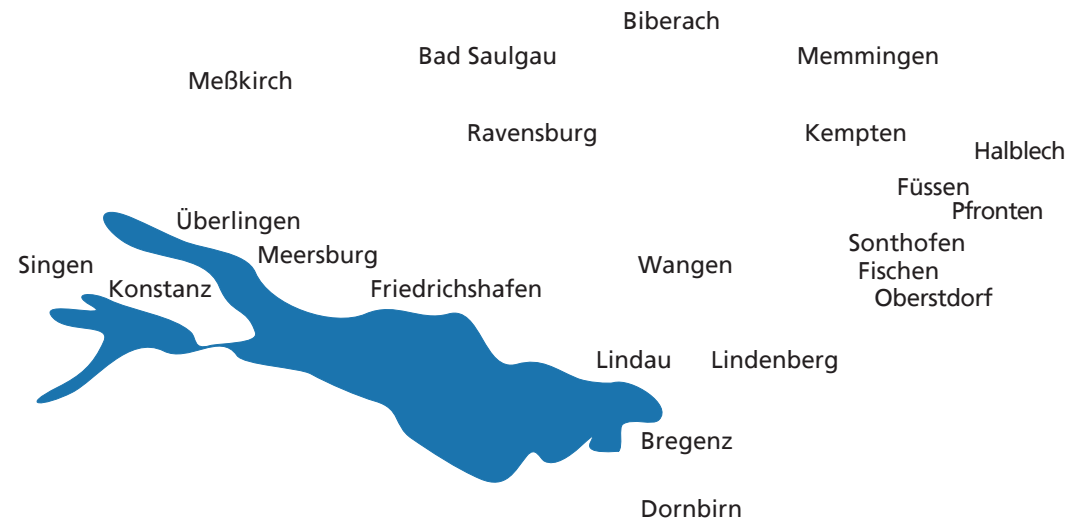 Biberach
Bad Saulgau
Memmingen
Meßkirch
Ravensburg
Kempten
Halblech
Füssen
Pfronten
Überlingen
Sonthofen
Meersburg
Singen
Wangen
Fischen
Konstanz
Friedrichshafen
Oberstdorf
Lindau
Lindenberg
Bregenz
Dornbirn